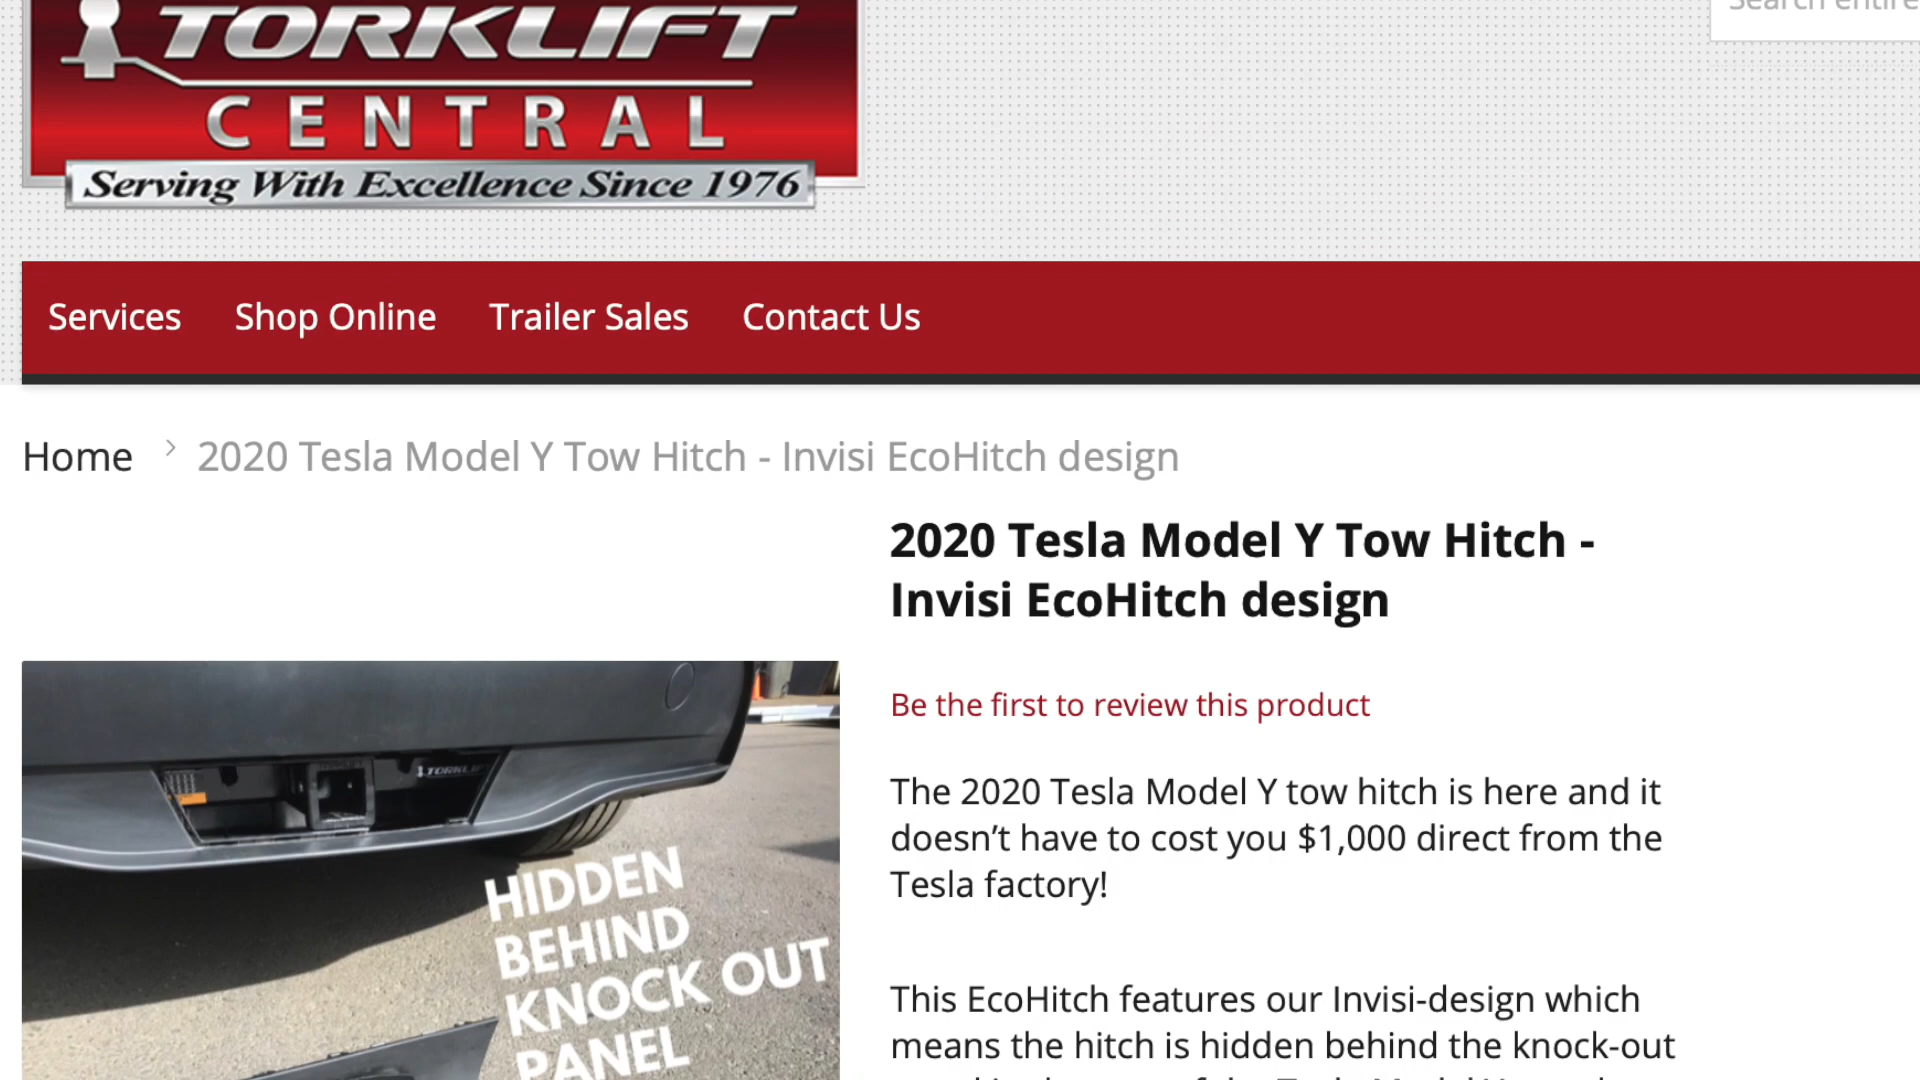 Search entire
TORKLIFT
CENTRAL
Serving With Excellence Since 1976
Services Shop Online Trailer Sales Contact Us
Home > 2020 Tesla Model Y Tow Hitch - Invisi EcoHitch design
2020 Tesla Model Y Tow Hitch -
Invisi EcoHitch design
Be the first to review this product
The 2020 Tesla Model Y tow hitch is here and it
doesn’t have to cost you $1,000 direct from the
Tesla factory!
This EcoHitch features our Invisi-design which
means the hitch is hidden behind the knock-out
TORKLIFT
HIDDEN
BEHIND
KNOCK OUT
PANEL